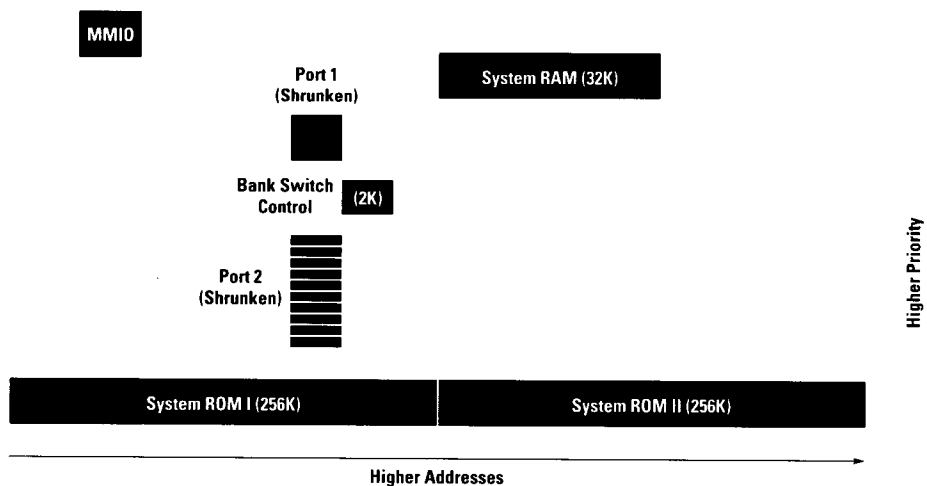 MMIO
Port 1
(Shrunken)
System RAM (32K)
Bank Switch
Control
(2K)
Port 2
(Shrunken)
Higher Priority
System ROM I (256K)
System ROM II (256K)
Higher Addresses